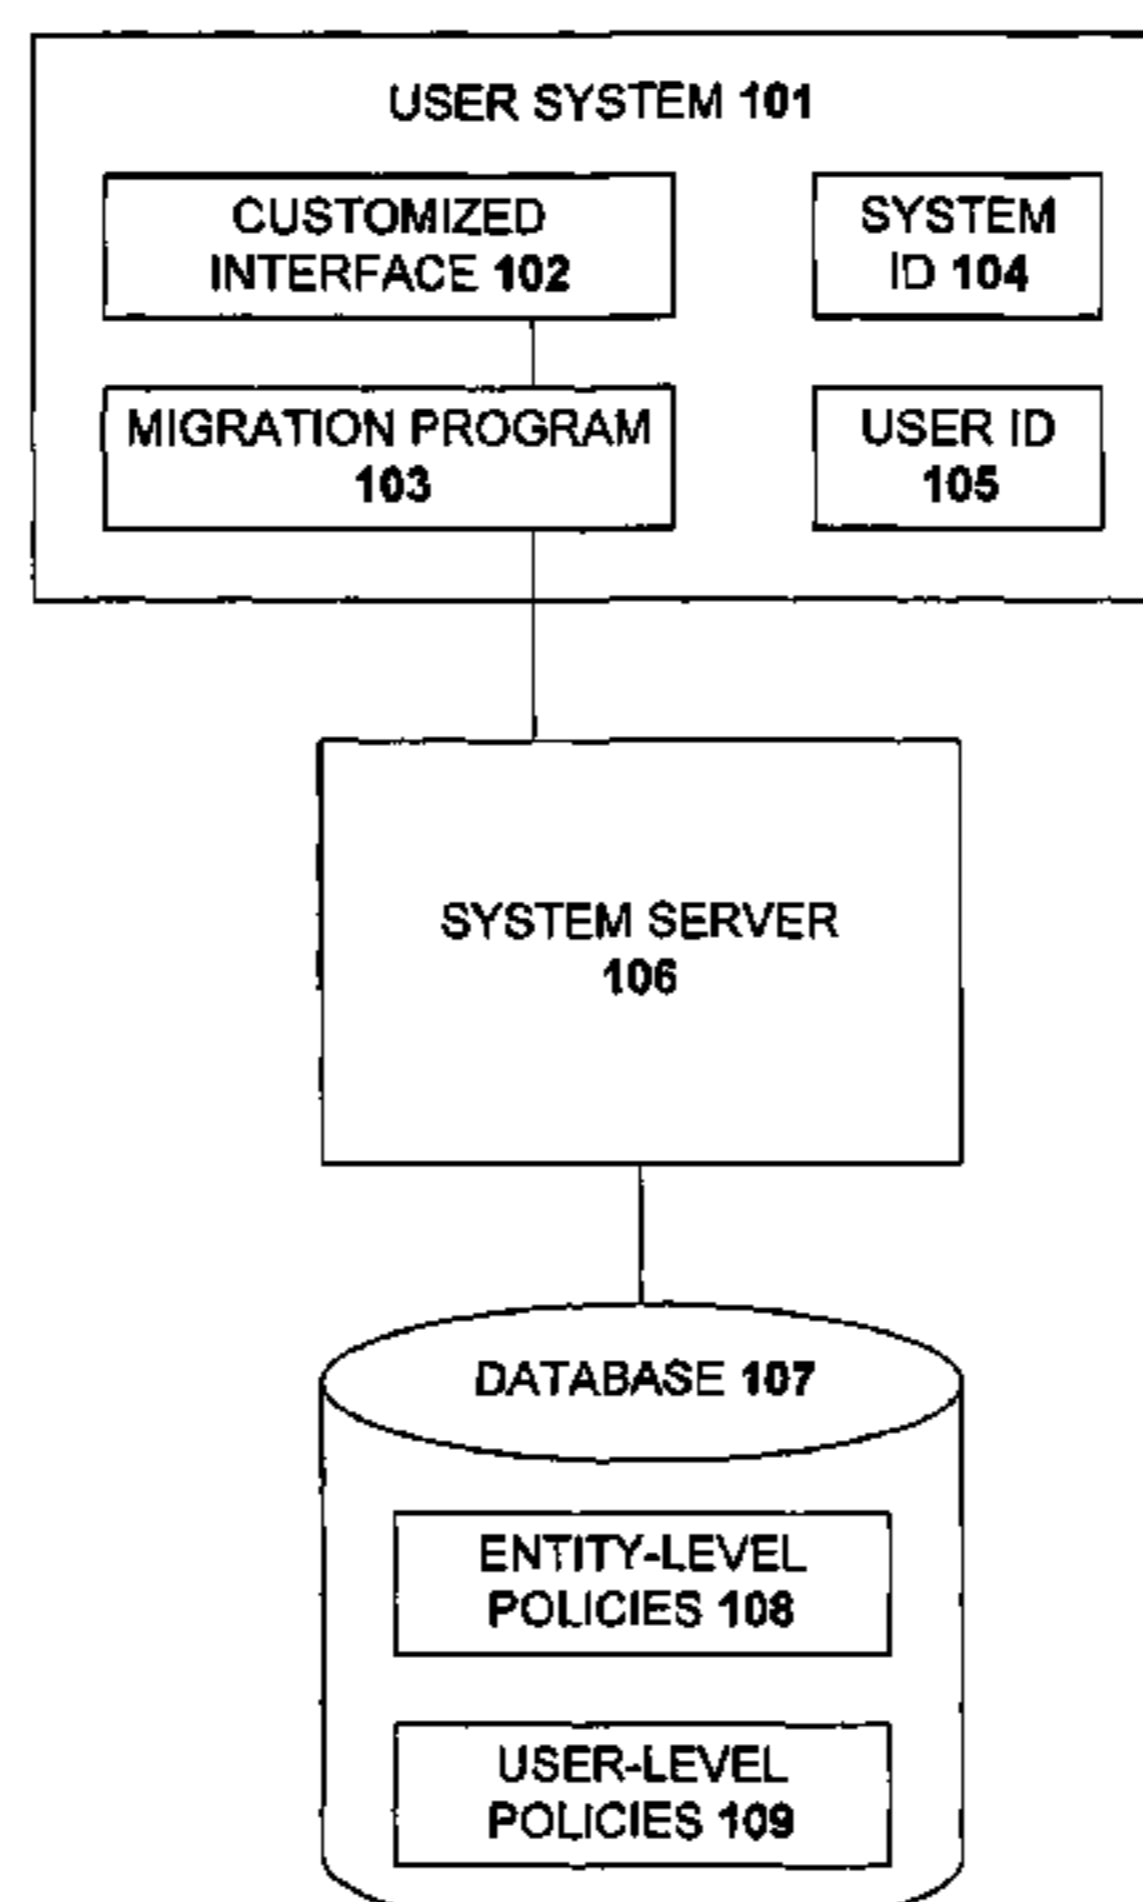 USER SYSTEM 101
CUSTOMIZED
INTERFACE 102
SYSTEM
ID 104
MIGRATION PROGRAM
103
USER ID
105
SYSTEM SERVER
106
DATABASE 107
ENTITY-LEVEL
POLICIES 108
USER-LEVEL
POLICIES 109